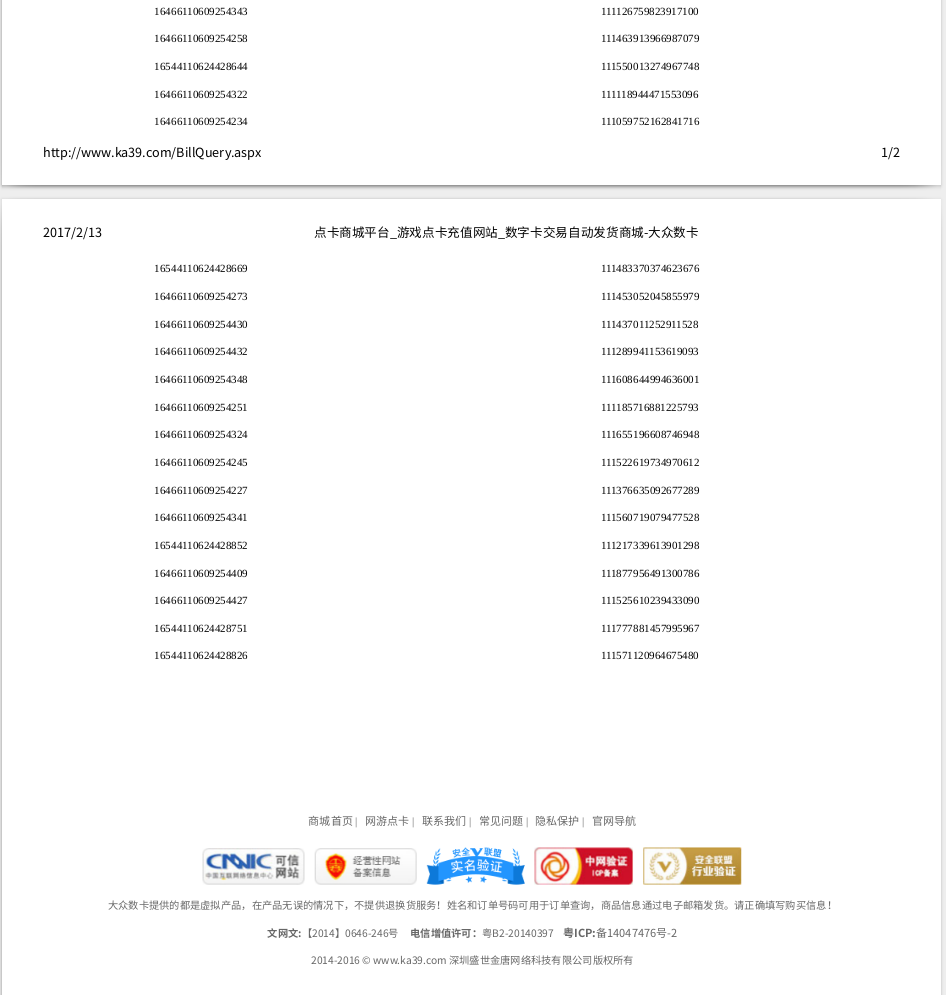 16466110609254343 111126759823917100
16466110609254258 111463913966987079
16544110624428644 111550013274967748
16466110609254322 111118944471553096
16466110609254234 111059752162841716
http://www.ka39.com/BillQuery.aspx 1/2
2017/2/13 点卡商城平台_游戏点卡充值网站_数字卡交易自动发货商城-大众数卡
16544110624428669 111483370374623676
16466110609254273 111453052045855979
16466110609254430 111437011252911528
16466110609254432 111289941153619093
16466110609254348 111608644994636001
16466110609254251 111185716881225793
16466110609254324 111655196608746948
16466110609254245 111522619734970612
16466110609254227 111376635092677289
16466110609254341 111560719079477528
16544110624428852 111217339613901298
16466110609254409 111877956491300786
16466110609254427 111525610239433090
16544110624428751 111777881457995967
16544110624428826 111571120964675480
商城首页| 网游点卡| 联系我们| 常见问题| 隐私保护| 官网导航
CNNIC 可信网站 中国互联网络信息中心
经营性网站 备案信息
安全联盟 实名验证
中网验证 ICP备案
安全联盟 行业验证
大众数卡提供的都是虚拟产品，在产品无误的情况下，不提供退换货服务！姓名和订单号码可用于订单查询，商品信息通过电子邮箱发货。请正确填写购买信息！
文网文:【2014】0646-246号 电信增值许可：粤B2-20140397 粤ICP:备14047476号-2
2014-2016 © www.ka39.com 深圳盛世金唐网络科技有限公司版权所有